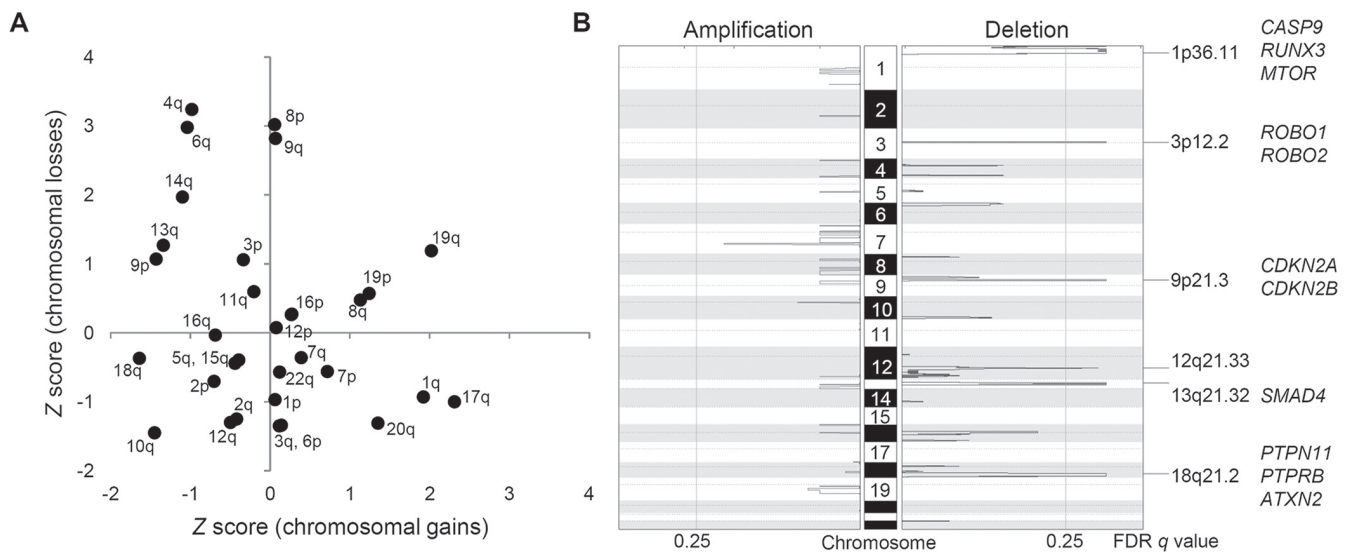 A
4
3
2
1
0
-1
-2
-2 -1 0 1 2 3 4
Z score (chromosomal losses)
Z score (chromosomal gains)
4q
6q
8p
9q
14q
13q
9p
3p
19q
11q
19p
8q
16p
16q
12p
18q
5q, 15q
7q
22q
7p
2p
1q
17q
1p
2q
12q
3q, 6p
20q
10q
B
Amplification Deletion
1
2
3
4
5
6
7
8
9
10
11
12
14
15
17
19
1p36.11
CASP9
RUNX3
MTOR
3p12.2
ROBO1
ROBO2
9p21.3
CDKN2A
CDKN2B
12q21.33
13q21.32 SMAD4
18q21.2
PTPN11
PTPRB
ATXN2
0.25 Chromosome 0.25 FDR q value